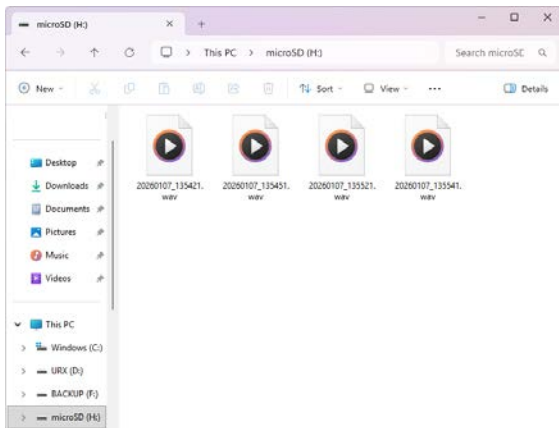 microSD (H:)
This PC > microSD (H:)
Search microSD
New
Sort
View
Details
Desktop
Downloads
Documents
Pictures
Music
Videos
This PC
Windows (C:)
URX (D:)
BACKUP (F:)
microSD (H:)
20260107_135421.
wav
20260107_135451.
wav
20260107_135521.
wav
20260107_135541.
wav